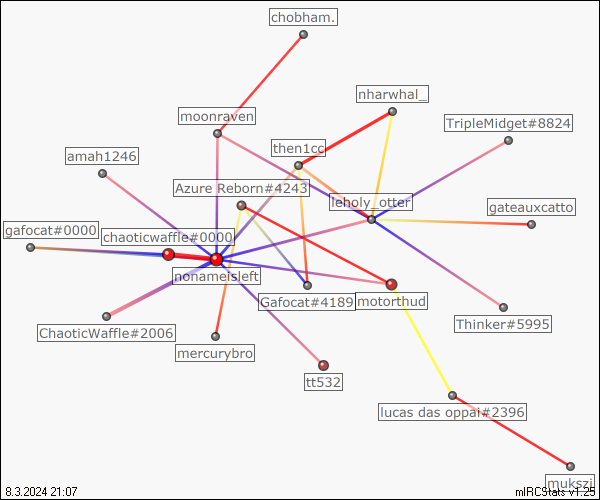 chobham.
nharwhal_
moonraven
TripleMidget#8824
then1cc
amah1246
Azure Reborn#4243
leholy_otter
gateauxcatto
gafocat#0000
chaoticwaffle#0000
nonameisleft
Gafocat#4189
motorthud
Thinker#5995
ChaoticWaffle#2006
mercurybro
tt532
lucas das oppai#2396
mukszi
8.3.2024 21:07
mIRCStats v1.25